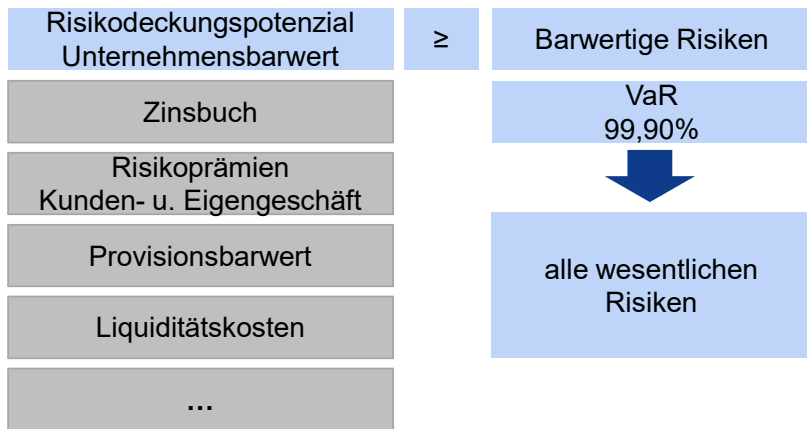 Risikodeckungspotenzial
Unternehmensbarwert
≥
Barwertige Risiken
Zinsbuch
VaR
99,90%
Risikoprämien
Kunden- u. Eigengeschäft
Provisionsbarwert
alle wesentlichen
Risiken
Liquiditätskosten
...